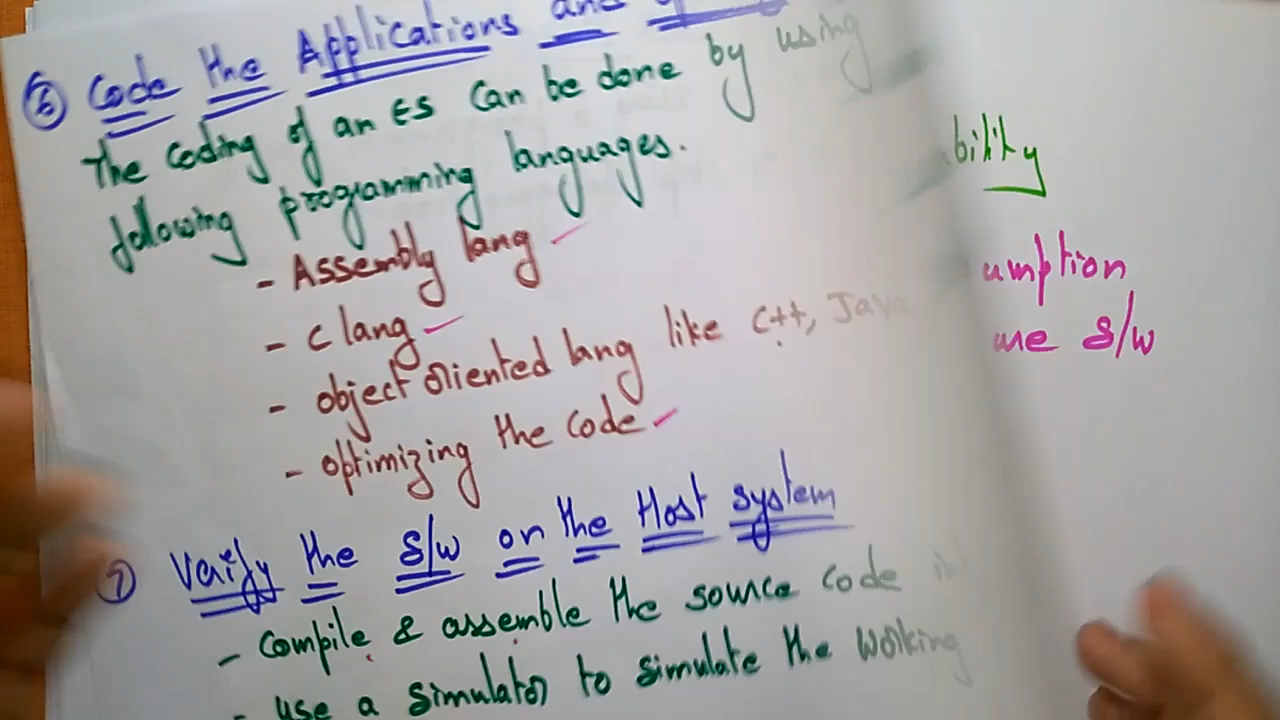 ⑥ Code the Applications and
The coding of an ES can be done by using
following programming languages.
- Assembly lang
- C lang
- object oriented lang like C++, Java
- optimizing the code
⑦ Verify the S/w on the Host system
- Compile & assemble the source code
- use a simulator to simulate the working
bility
umption
S/w